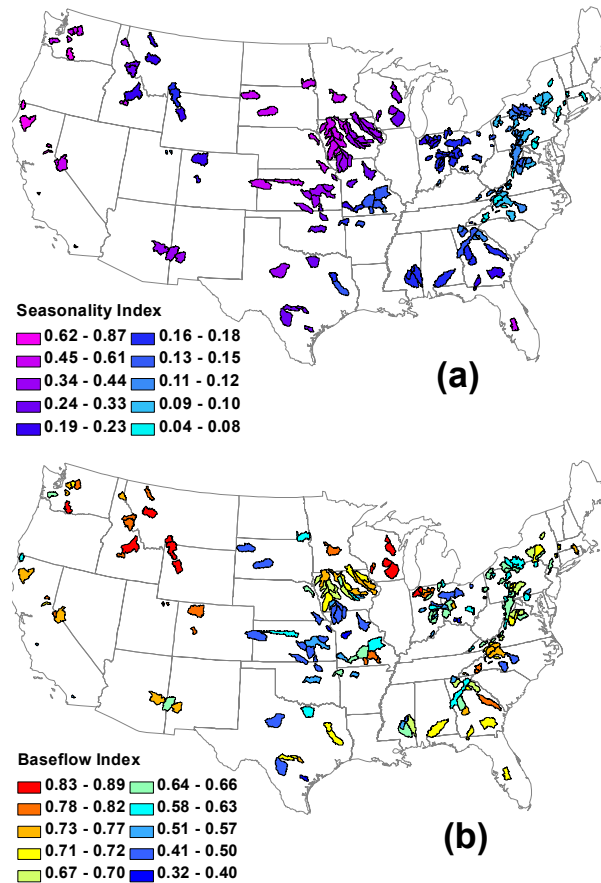 Seasonality Index
0.62 - 0.87 0.16 - 0.18
0.45 - 0.61 0.13 - 0.15
0.34 - 0.44 0.11 - 0.12
0.24 - 0.33 0.09 - 0.10
0.19 - 0.23 0.04 - 0.08
(a)
Baseflow Index
0.83 - 0.89 0.64 - 0.66
0.78 - 0.82 0.58 - 0.63
0.73 - 0.77 0.51 - 0.57
0.71 - 0.72 0.41 - 0.50
0.67 - 0.70 0.32 - 0.40
(b)